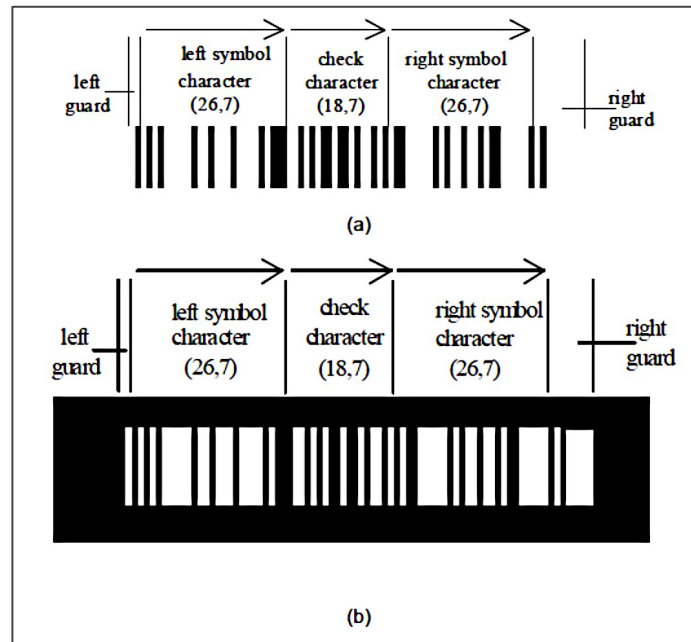 left symbol
character
(26,7)
check
character
(18,7)
right symbol
character
(26,7)
left
guard
right
guard
(a)
left symbol
character
(26,7)
check
character
(18,7)
right symbol
character
(26,7)
left
guard
right
guard
(b)